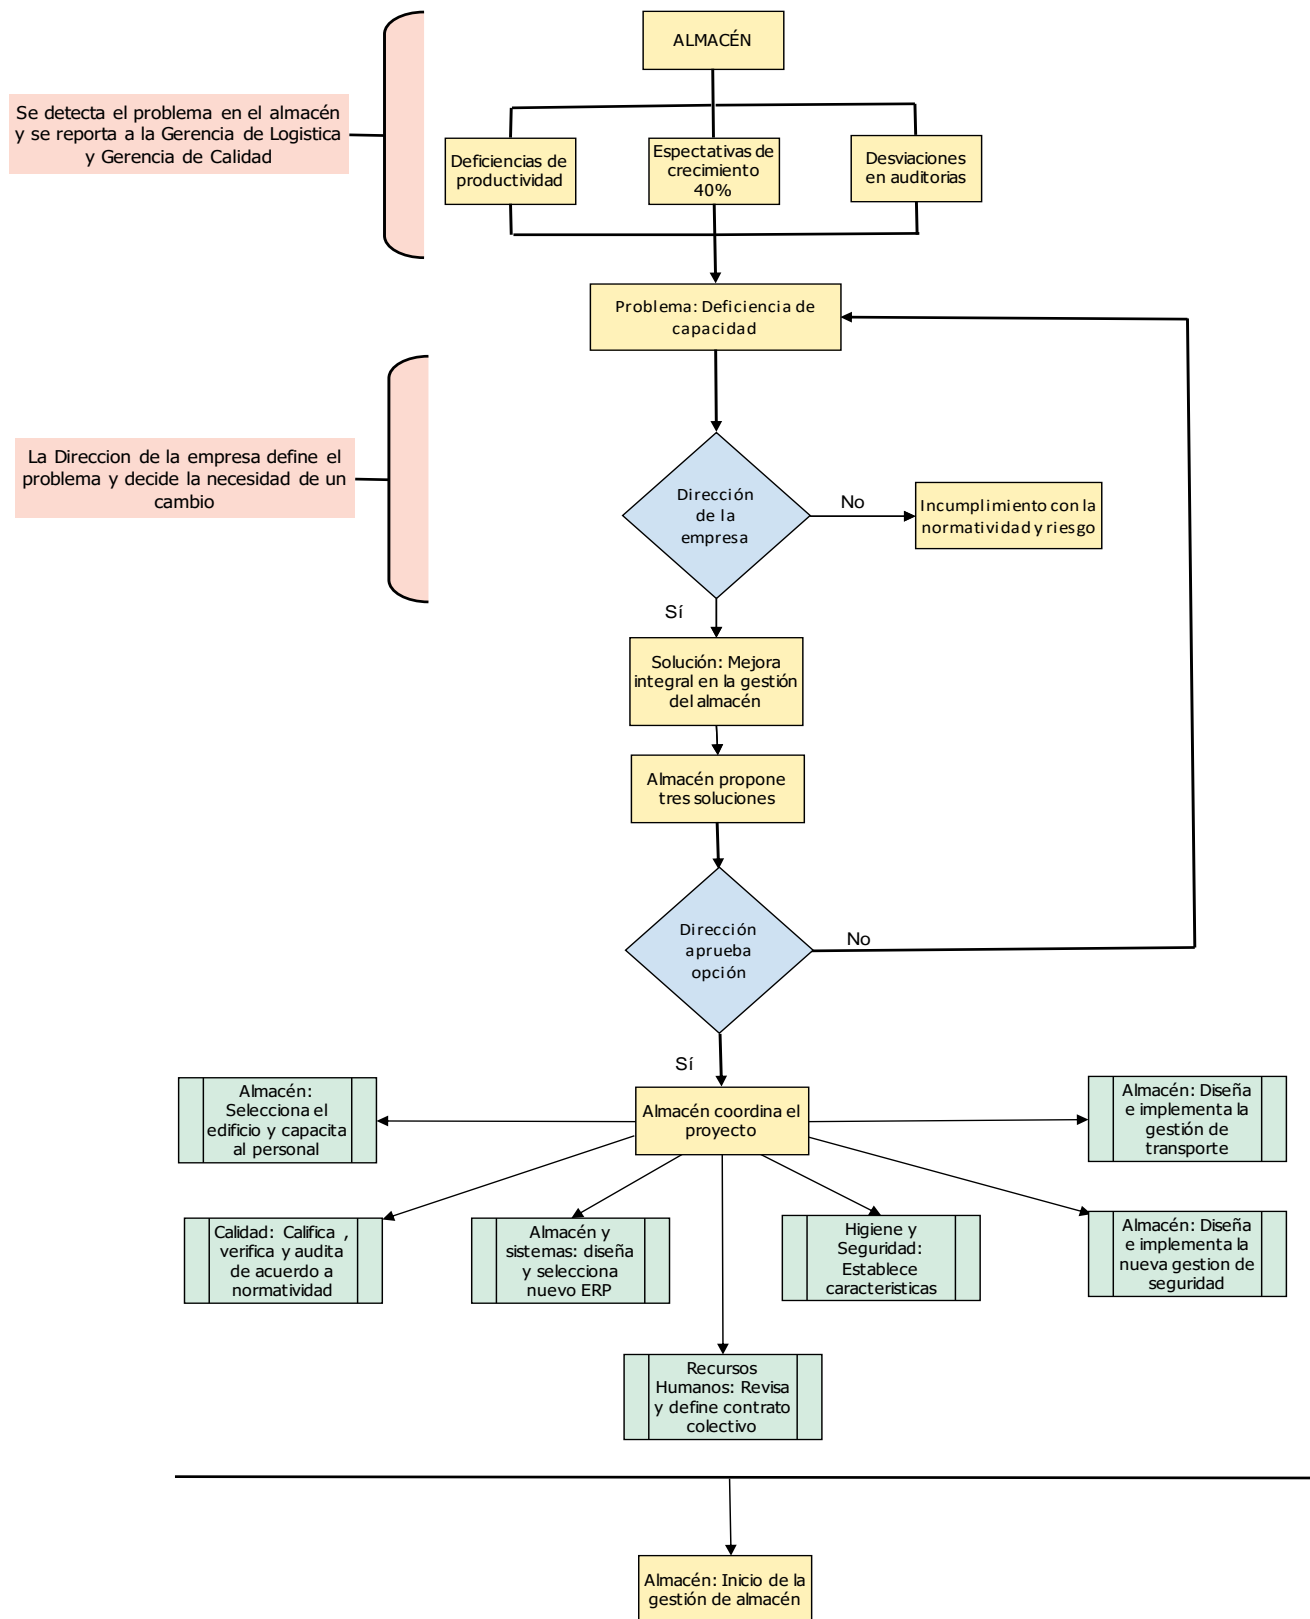 ALMACÉN
Se detecta el problema en el almacén
y se reporta a la Gerencia de Logistica
y Gerencia de Calidad
Deficiencias de
productividad
Espectativas de
crecimiento
40%
Desviaciones
en auditorias
Problema: Deficiencia de
capacidad
La Direccion de la empresa define el
problema y decide la necesidad de un
cambio
Dirección
de la
empresa
No
Incumplimiento con la
normatividad y riesgo
Sí
Solución: Mejora
integral en la gestión
del almacén
Almacén propone
tres soluciones
Dirección
aprueba
opción
No
Sí
Almacén:
Selecciona el
edificio y capacita
al personal
Almacén coordina el
proyecto
Almacén: Diseña
e implementa la
gestión de
transporte
Calidad: Califica ,
verifica y audita
de acuerdo a
normatividad
Almacén y
sistemas: diseña
y selecciona
nuevo ERP
Higiene y
Seguridad:
Establece
caracteristicas
Almacén: Diseña
e implementa la
nueva gestion de
seguridad
Recursos
Humanos: Revisa
y define contrato
colectivo
Almacén: Inicio de la
gestión de almacén